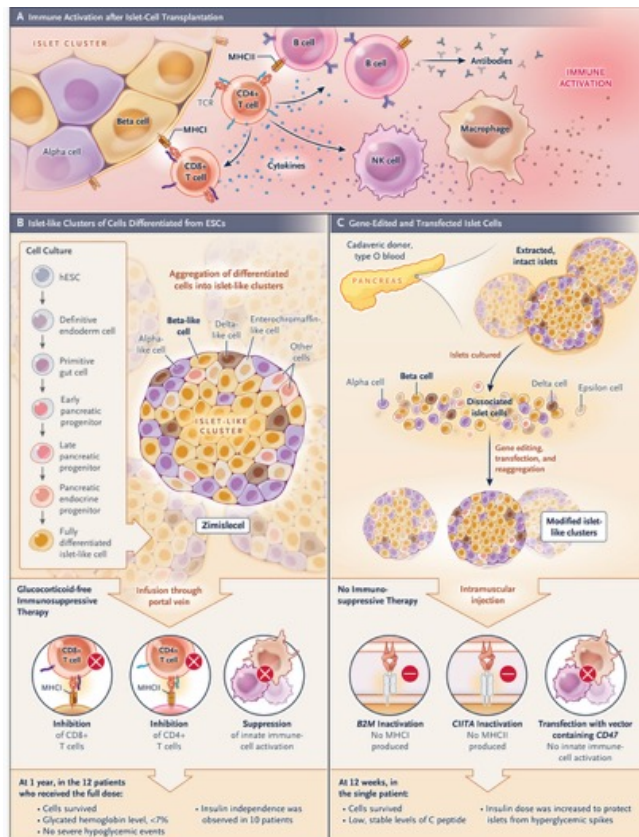 A Immune Activation after Islet-Cell Transplantation
ISLET CLUSTER
MHCII
B cell
B cell
Antibodies
IMMUNE
ACTIVATION
TCR
CD4+
T cell
Beta cell
MHCI
Macrophage
Alpha cell
CD8+
T cell
Cytokines
NK cell
B Islet-like Clusters of Cells Differentiated from ESCs
Cell Culture
hESC
Definitive
endoderm cell
Primitive
gut cell
Early
pancreatic
progenitor
Late
pancreatic
progenitor
Pancreatic
endocrine
progenitor
Fully
differentiated
islet-like cell
Aggregation of differentiated
cells into islet-like clusters
Beta-like
cell
Delta-
like cell
Enterochromaffin-
like cell
Alpha-
like cell
Other
cells
ISLET-LIKE
CLUSTER
Zimislecel
Glucocorticoid-free
Immunosuppressive
Therapy
Infusion through
portal vein
CD8+
T cell
MHCI
CD4+
T cell
MHCII
Inhibition
of CD8+
T cells
Inhibition
of CD4+
T cells
Suppression
of innate immune-
cell activation
At 1 year, in the 12 patients
who received the full dose:
• Cells survived
• Glycated hemoglobin level, <7%
• No severe hypoglycemic events
• Insulin independence was
observed in 10 patients
C Gene-Edited and Transfected Islet Cells
Cadaveric donor,
type O blood
PANCREAS
Extracted,
intact islets
Islets cultured
Alpha cell
Beta cell
Dissociated
islet cells
Delta cell
Epsilon cell
Gene editing,
transfection, and
reaggregation
Modified islet-
like clusters
No Immuno-
suppressive Therapy
Intramuscular
injection
B2M Inactivation
No MHCI
produced
CIITA Inactivation
No MHCII
produced
Transfection with vector
containing CD47
No innate immune-
cell activation
At 12 weeks, in
the single patient:
• Cells survived
• Low, stable levels of C peptide
• Insulin dose was increased to protect
islets from hyperglycemic spikes